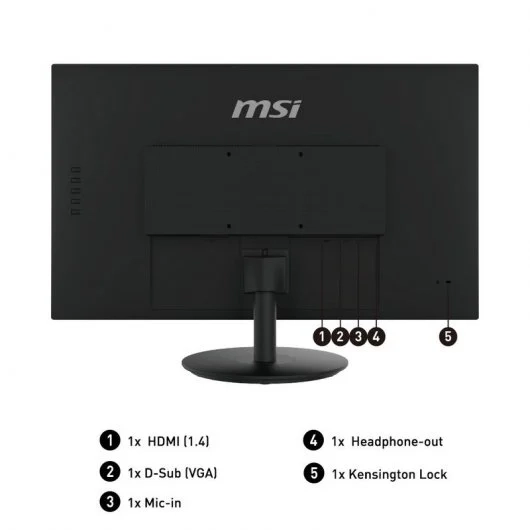 msi
1 2 3 4 5
1 1x HDMI (1.4)
2 1x D-Sub (VGA)
3 1x Mic-in
4 1x Headphone-out
5 1x Kensington Lock